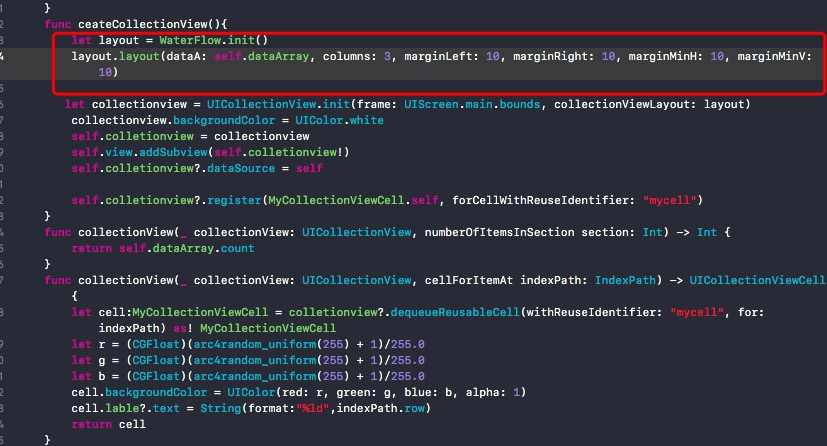 }
func ceateCollectionView(){
let layout = WaterFlow.init()
layout.layout(dataA: self.dataArray, columns: 3, marginLeft: 10, marginRight: 10, marginMinH: 10, marginMinV:
10)
let collectionview = UICollectionView.init(frame: UIScreen.main.bounds, collectionViewLayout: layout)
collectionview.backgroundColor = UIColor.white
self.colletionview = collectionview
self.view.addSubview(self.colletionview!)
self.colletionview?.dataSource = self
self.colletionview?.register(MyCollectionViewCell.self, forCellWithReuseIdentifier: "mycell")
}
func collectionView(_ collectionView: UICollectionView, numberOfItemsInSection section: Int) -> Int {
return self.dataArray.count
}
func collectionView(_ collectionView: UICollectionView, cellForItemAt indexPath: IndexPath) -> UICollectionViewCell
{
let cell:MyCollectionViewCell = colletionview?.dequeueReusableCell(withReuseIdentifier: "mycell", for:
indexPath) as! MyCollectionViewCell
let r = (CGFloat)(arc4random_uniform(255) + 1)/255.0
let g = (CGFloat)(arc4random_uniform(255) + 1)/255.0
let b = (CGFloat)(arc4random_uniform(255) + 1)/255.0
cell.backgroundColor = UIColor(red: r, green: g, blue: b, alpha: 1)
cell.lable?.text = String(format:"%ld",indexPath.row)
return cell
}